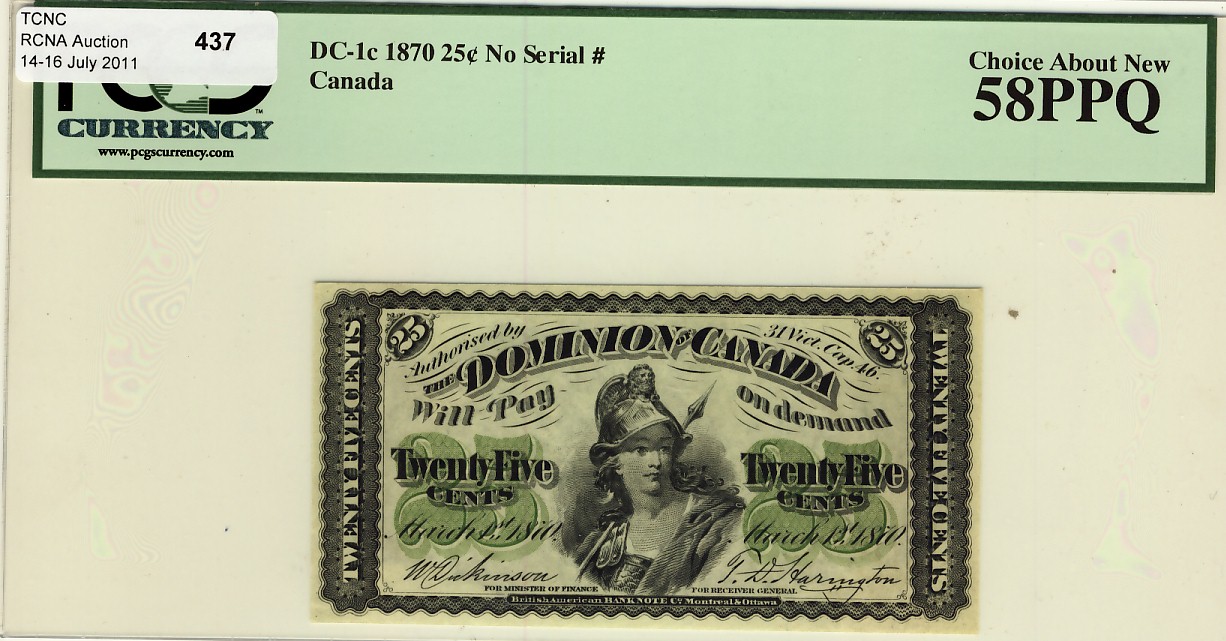 TCNC
RCNA Auction
14-16 July 2011
437
CURRENCY
www.pcgscurrency.com
DC-1c 1870 25¢ No Serial #
Canada
Choice About New
58PPQ
25
Authorised by
31 Vict. Cap. 46.
25
THE DOMINION OF CANADA
Will Pay
on demand
25
Twenty Five
CENTS
March 1st. 1870.
25
Twenty Five
CENTS
March 1st. 1870.
TWENTY FIVE CENTS
TWENTY FIVE CENTS
W Dickinson
FOR MINISTER OF FINANCE
T. D. Harington
FOR RECEIVER GENERAL
British American BANK NOTE Co. Montreal & Ottawa